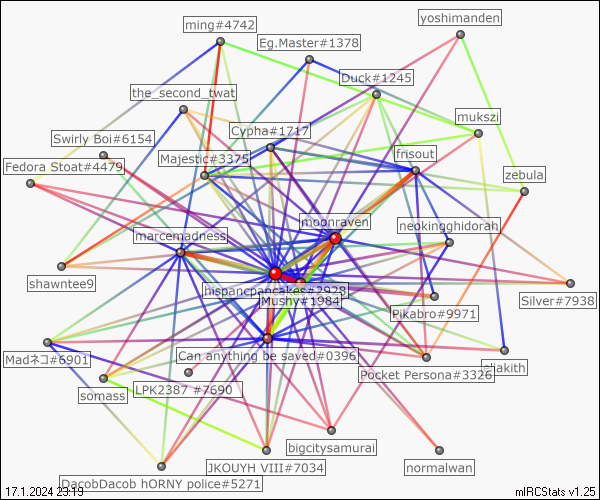 yoshimanden
ming#4742
Eg.Master#1378
Duck#1245
the_second_twat
mukszi
Cypha#1717
Swirly Boi#6154
Majestic#3375
frisout
Fedora Stoat#4479
zebula
moonraven
neokingghidorah
marcemadness
shawntee9
hispanicpancakes#2928
Mushy#1984
Silver#7938
Pikabro#9971
Madネコ#6901
Can anything be saved#0396
Pocket Persona#3326
LPK2387 #7690
somass
bigcitysamurai
JKOUYH VIII#7034
normalwan
DacobDacob hORNY police#5271
17.1.2024 23:19
mIRCStats v1.25